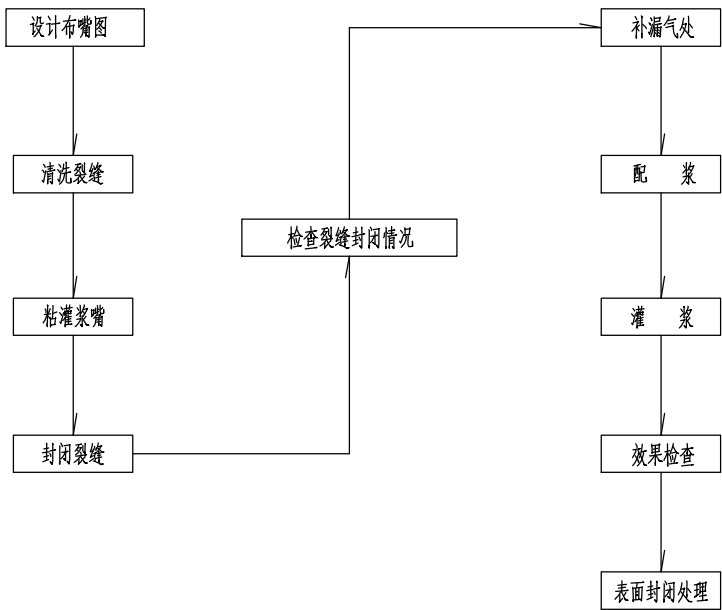 设计布嘴图
清洗裂缝
粘灌浆嘴
封闭裂缝
检查裂缝封闭情况
补漏气处
配 浆
灌 浆
效果检查
表面封闭处理